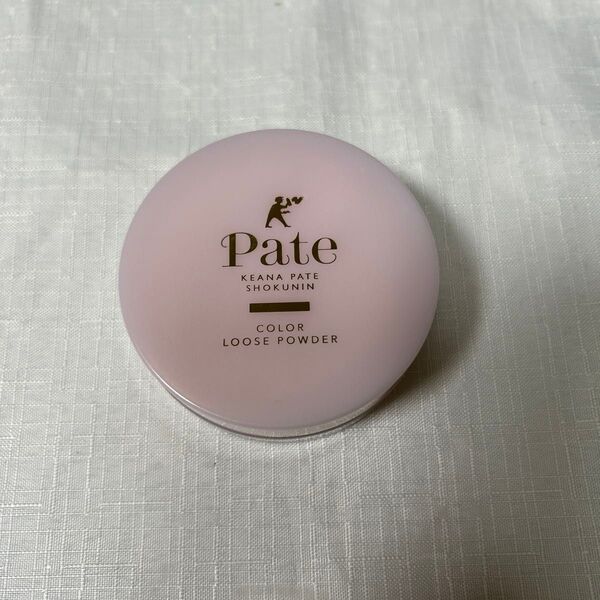 Pate
KEANA PATE
SHOKUNIN
COLOR
LOOSE POWDER